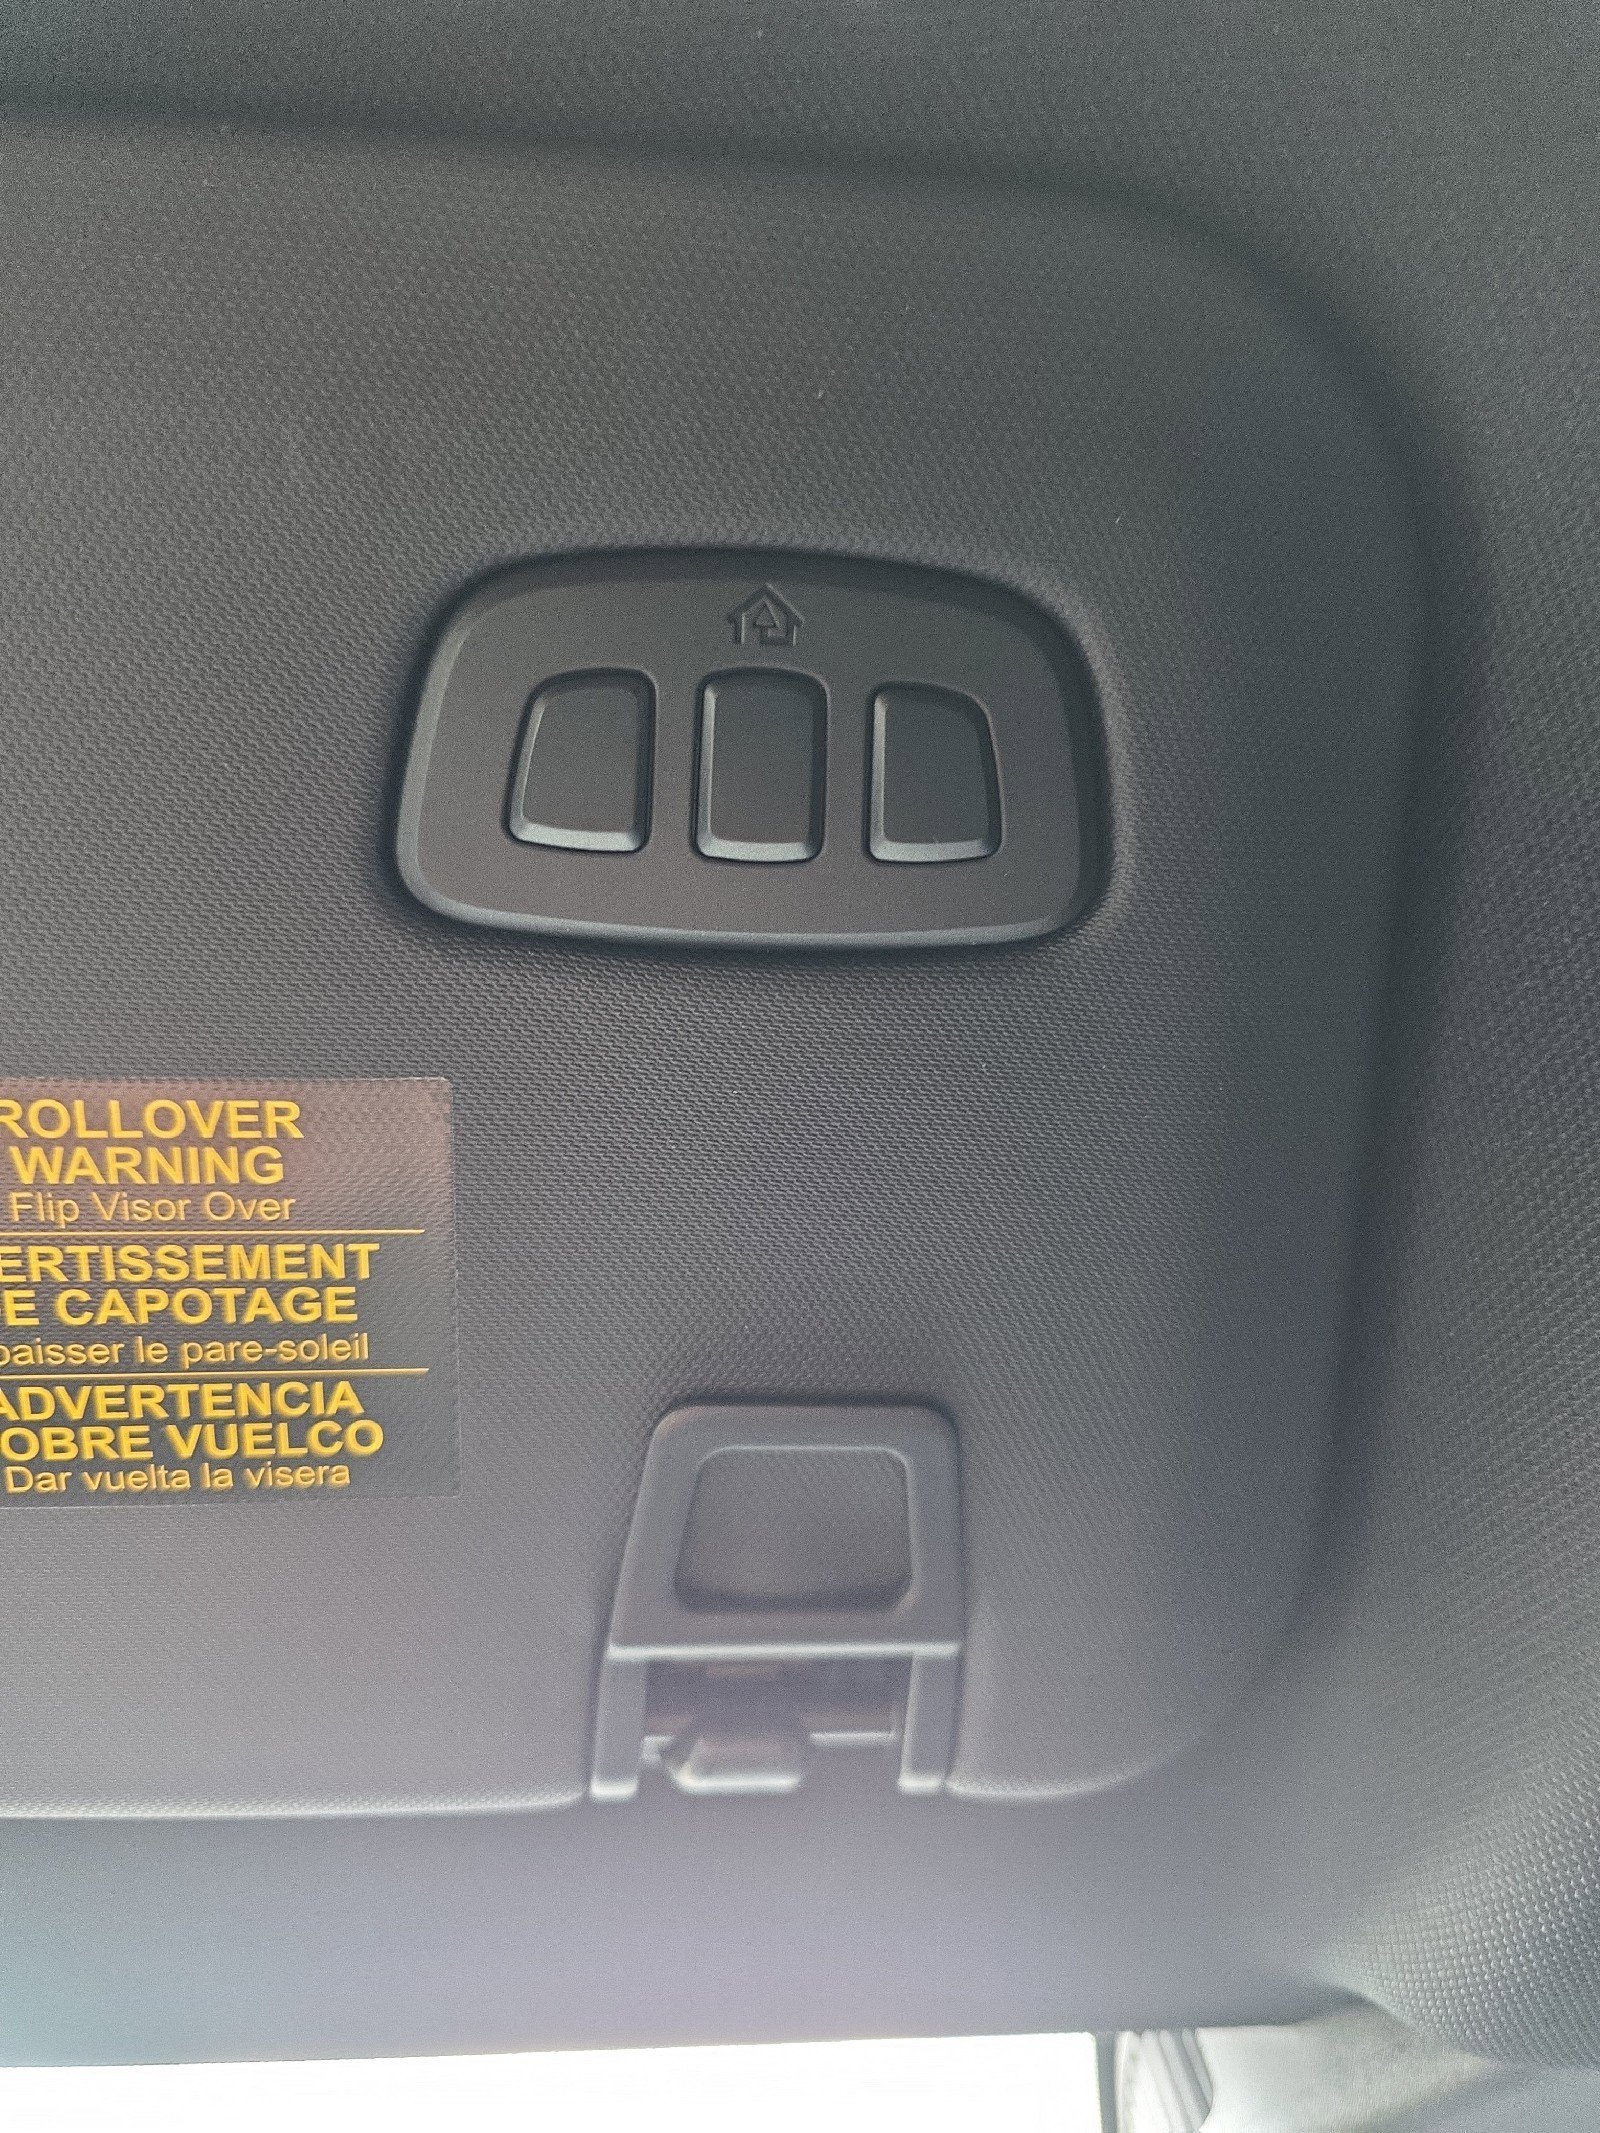 ROLLOVER
WARNING
Flip Visor Over
ERTISSEMENT
E CAPOTAGE
baisser le pare-soleil
ADVERTENCIA
OBRE VUELCO
Dar vuelta la visera